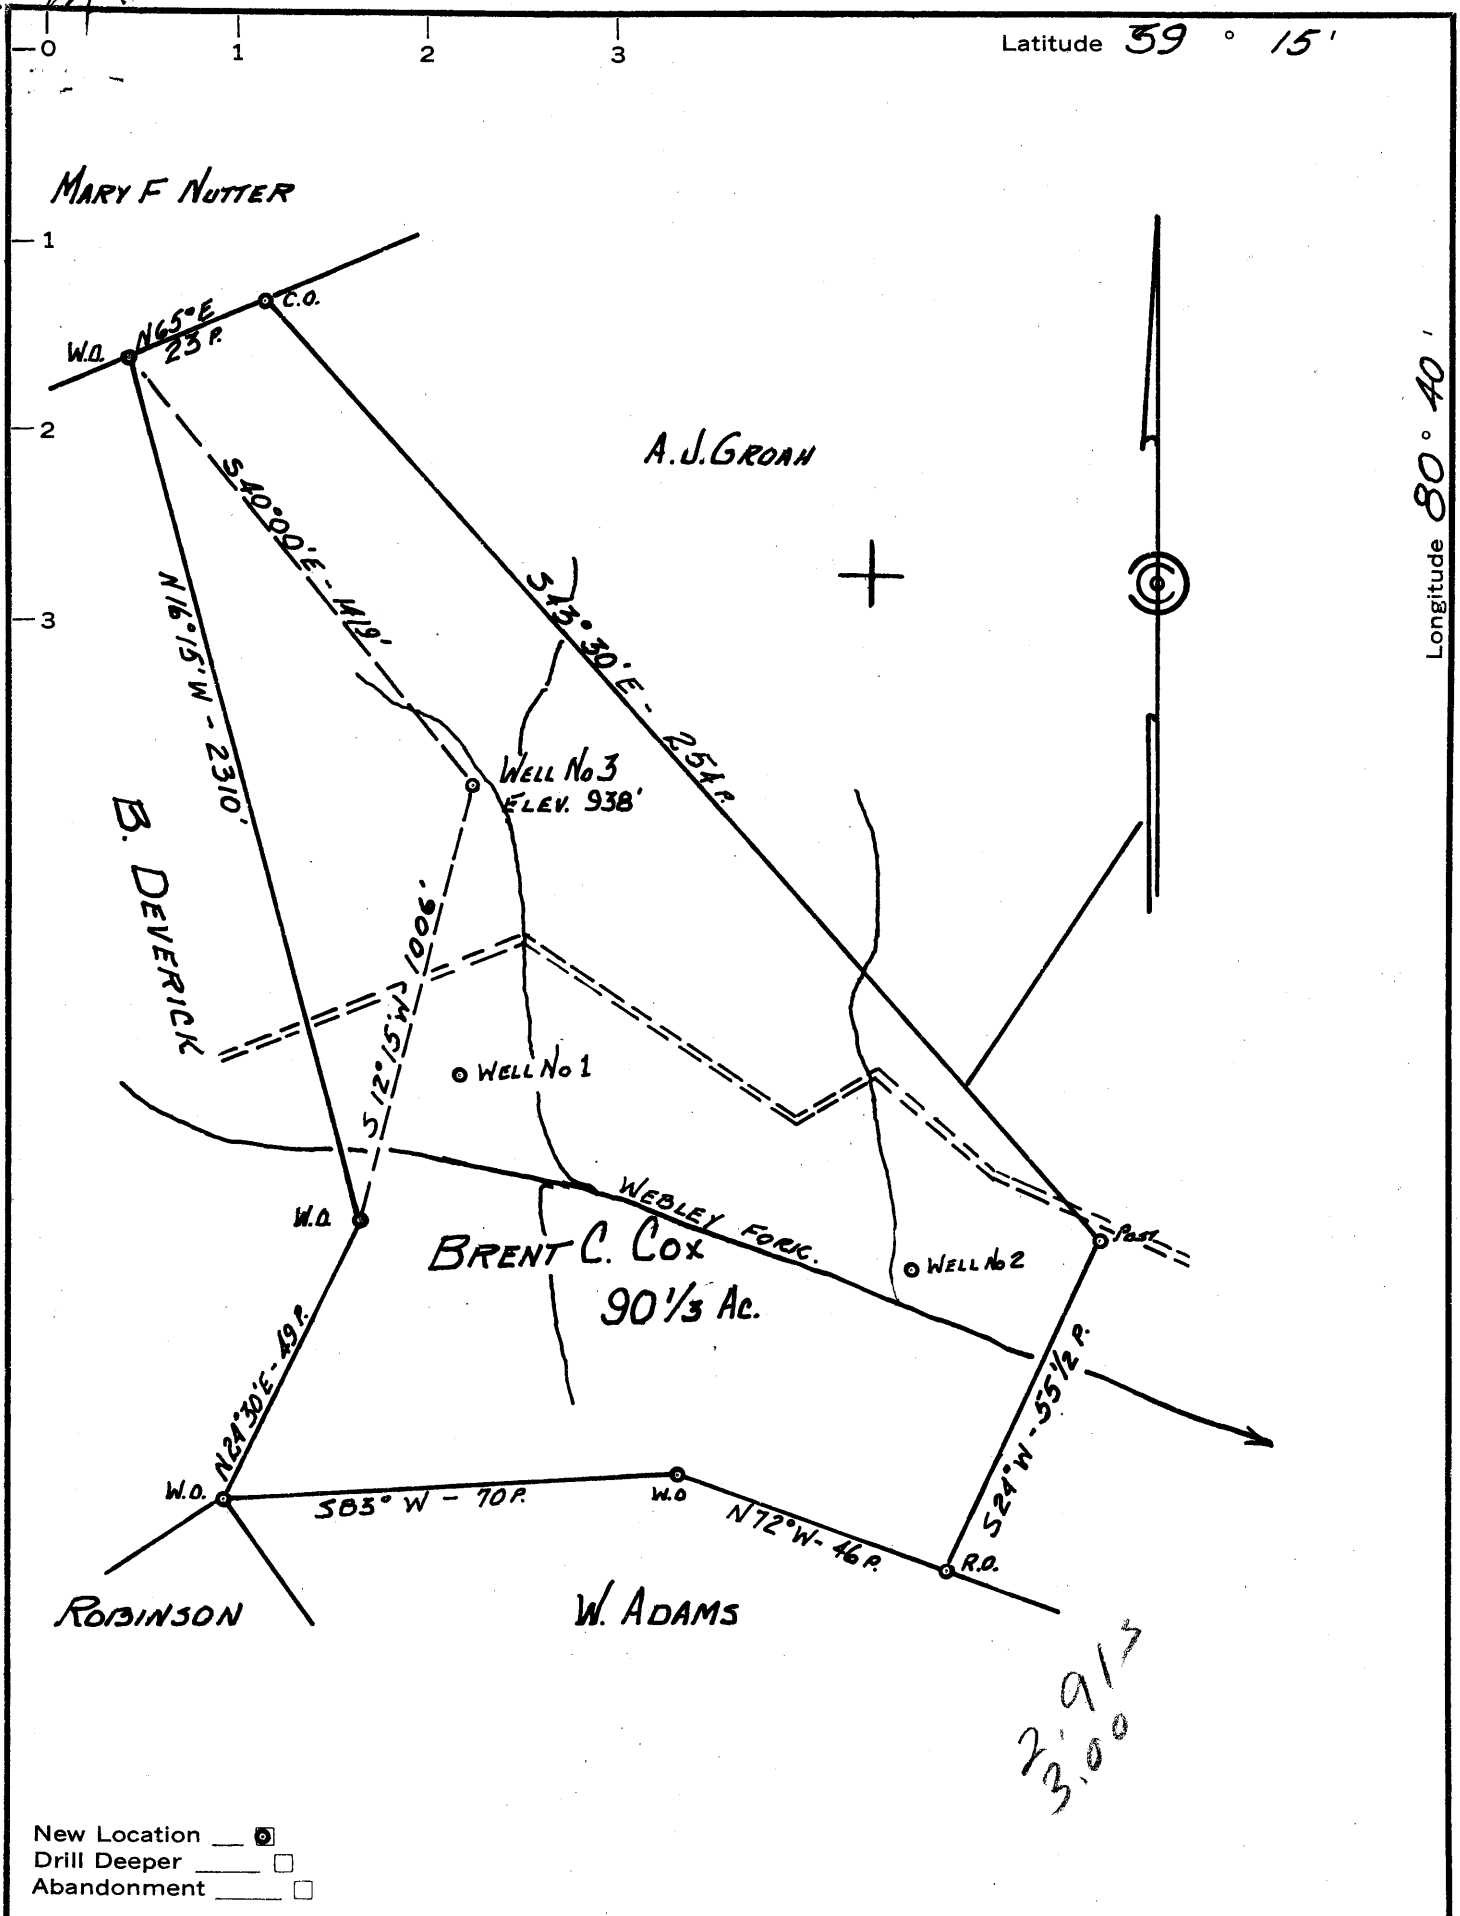 0
1
2
3
Latitude 39 ° 15'
MARY F NUTTER
1
C.O.
N65°E
23 P.
W.O.
2
A.J. GROAH
Longitude 80° 40'
S40°00'E - 1419'
3
N16°15'W - 2310'
S43°30'E - 254 P.
WELL No 3
ELEV. 938'
B. DEVERICK
S12°15'W 1006'
WELL No 1
W.O.
WEBLEY FORK.
BRENT C. COX
90 1/3 Ac.
WELL No 2
POST
N24°30'E - 49 P.
S24°W - 55 1/2 P.
W.O.
S83° W - 70 P.
W.O
N72°W - 46 P.
R.O.
ROBINSON
W. ADAMS
3.00
New Location
Drill Deeper
Abandonment